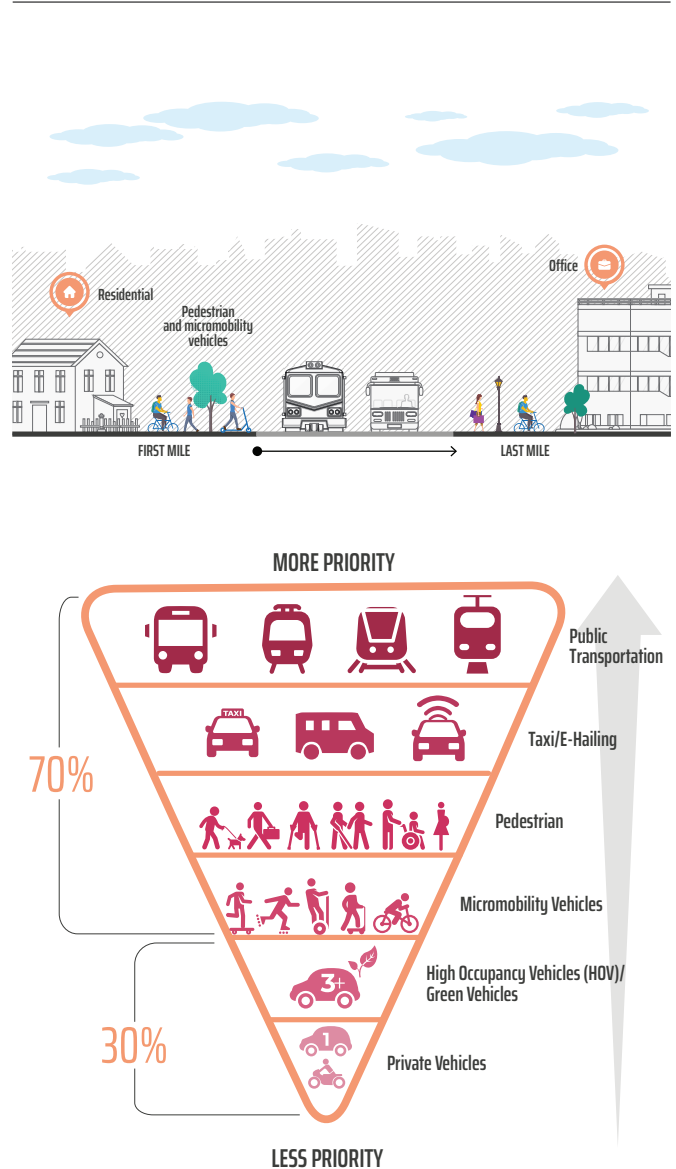 Office
Residential
Pedestrian
and micromobility
vehicles
FIRST MILE
LAST MILE
MORE PRIORITY
Public
Transportation
TAXI
Taxi/E-Hailing
70%
Pedestrian
Micromobility Vehicles
3+
High Occupancy Vehicles (HOV)/
Green Vehicles
30%
1
Private Vehicles
LESS PRIORITY